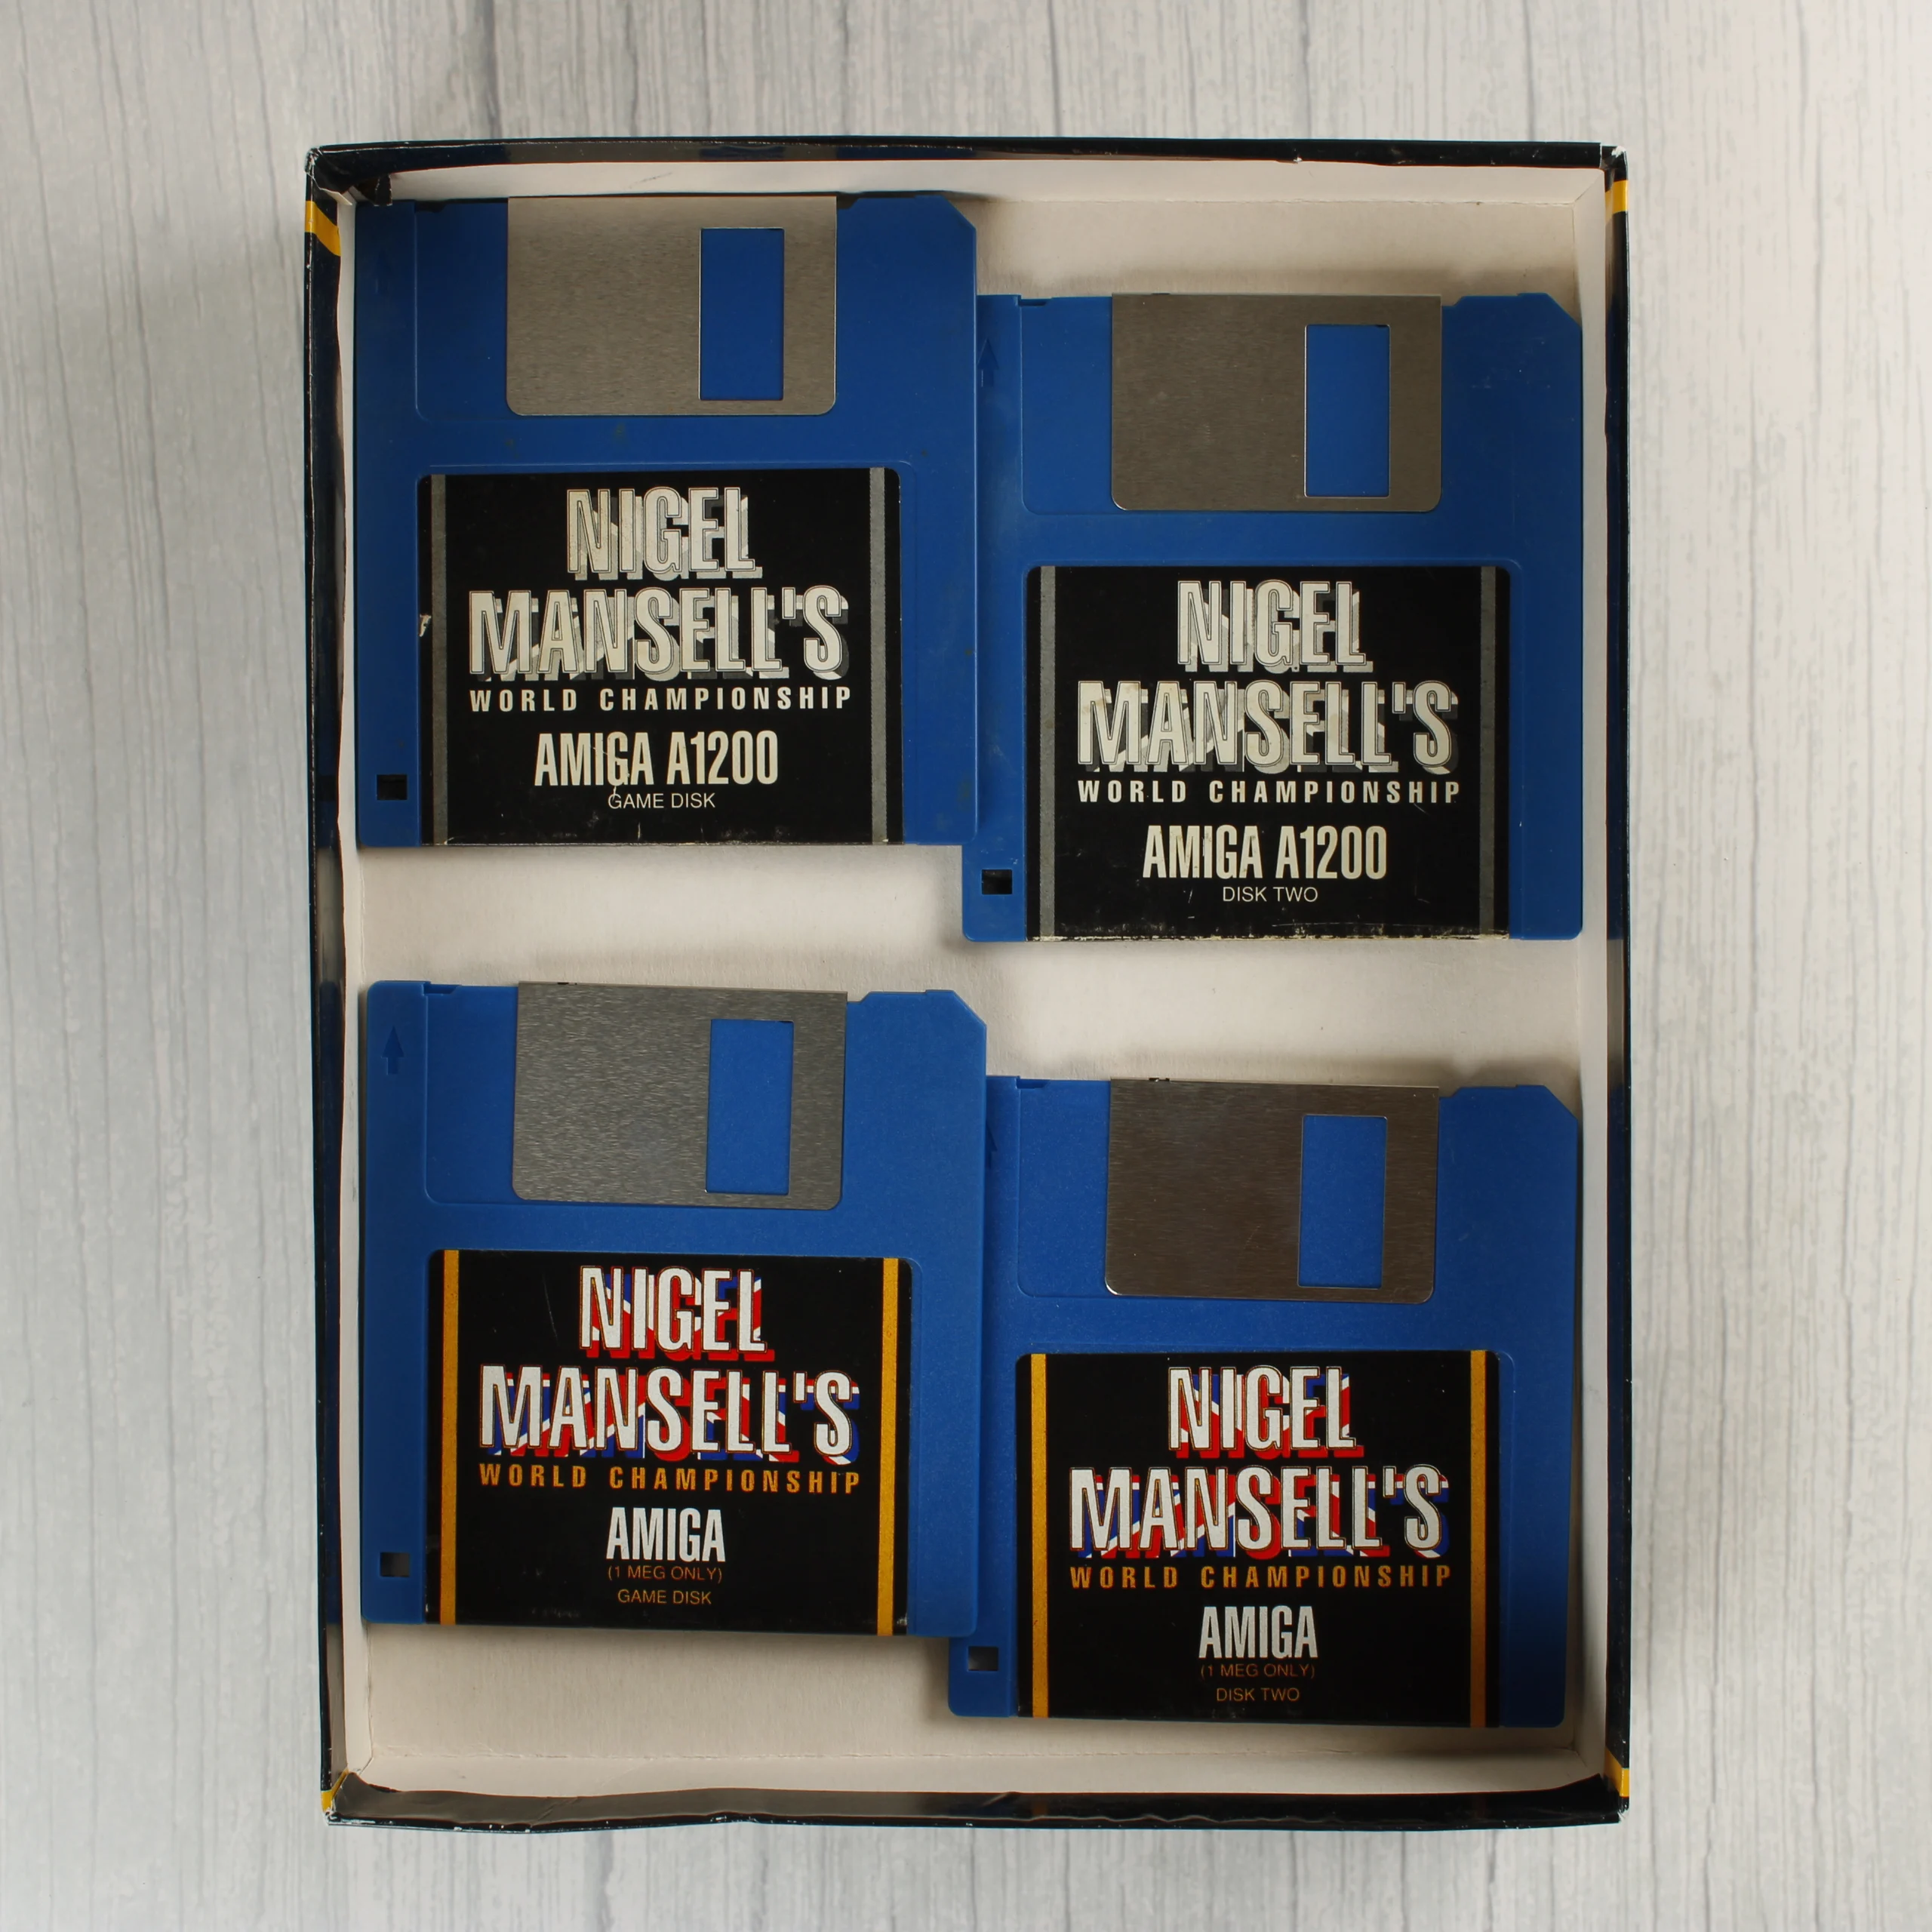 NIGEL
MANSELL'S
WORLD CHAMPIONSHIP
AMIGA A1200
GAME DISK
NIGEL
MANSELL'S
WORLD CHAMPIONSHIP
AMIGA A1200
DISK TWO
NIGEL
MANSELL'S
WORLD CHAMPIONSHIP
AMIGA
(1 MEG ONLY)
GAME DISK
NIGEL
MANSELL'S
WORLD CHAMPIONSHIP
AMIGA
(1 MEG ONLY)
DISK TWO